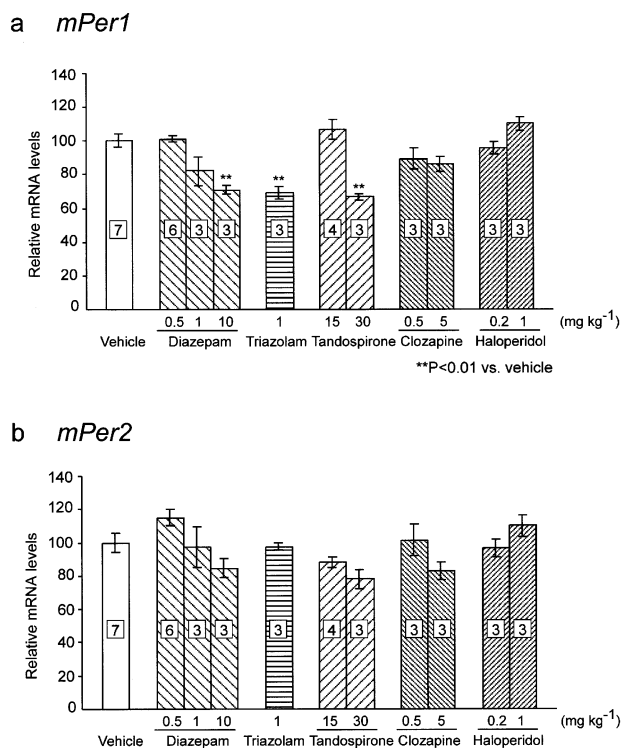 a mPer1
140
120
100
80
60
40
20
0
Relative mRNA levels
** ** **
7 6 3 3 3 4 3 3 3 3 3
0.5 1 10 1 15 30 0.5 5 0.2 1 (mg kg-1)
Vehicle Diazepam Triazolam Tandospirone Clozapine Haloperidol
**P<0.01 vs. vehicle
b mPer2
140
120
100
80
60
40
20
0
Relative mRNA levels
7 6 3 3 3 4 3 3 3 3 3
0.5 1 10 1 15 30 0.5 5 0.2 1 (mg kg-1)
Vehicle Diazepam Triazolam Tandospirone Clozapine Haloperidol